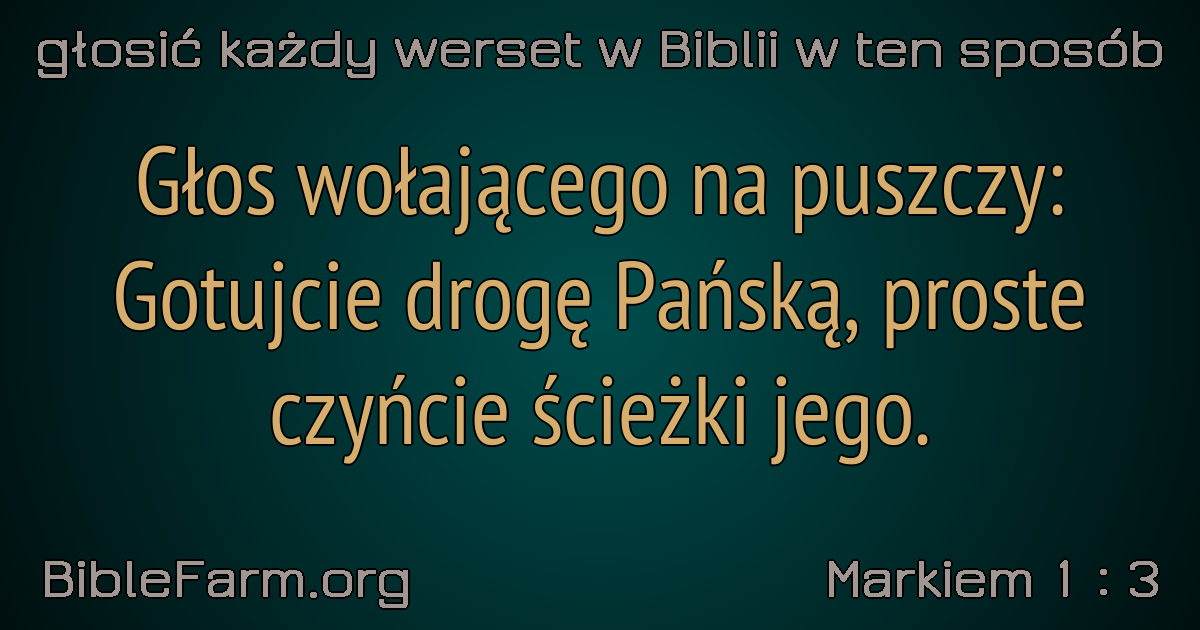 głosić każdy werset w Biblii w ten sposób
Głos wołającego na puszczy:
Gotujcie drogę Pańską, proste
czyńcie ścieżki jego.
BibleFarm.org
Markiem 1 : 3